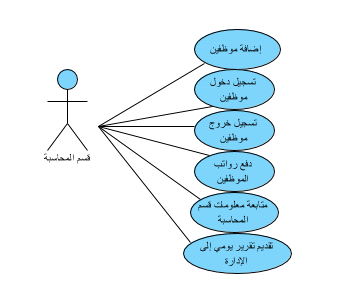 إضافة موظفين
تسجيل دخول
موظفين
تسجيل خروج
موظفين
دفع رواتب
الموظفين
متابعة معلومات قسم
المحاسبة
تقديم تقرير يومي إلى
الإدارة
قسم المحاسبة